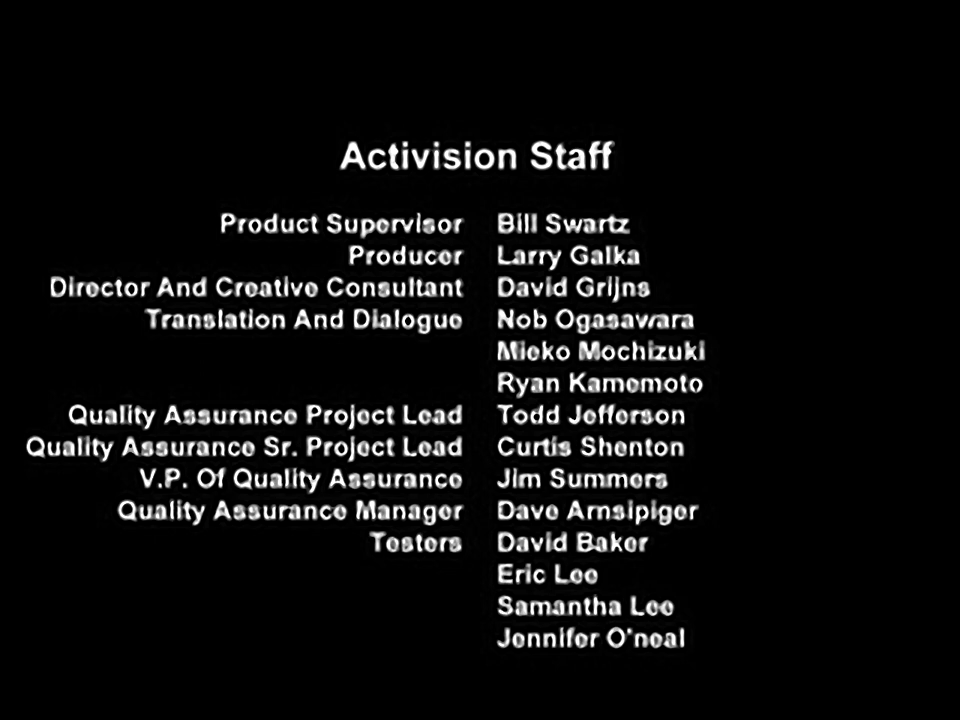 Activision Staff
Product Supervisor Bill Swartz
Producer Larry Galka
Director And Creative Consultant David Grijns
Translation And Dialogue Nob Ogasawara
Mieko Mochizuki
Ryan Kamemoto
Quality Assurance Project Lead Todd Jefferson
Quality Assurance Sr. Project Lead Curtis Shenton
V.P. Of Quality Assurance Jim Summers
Quality Assurance Manager Dave Arnsipiger
Testers David Baker
Eric Lee
Samantha Lee
Jennifer O'neal